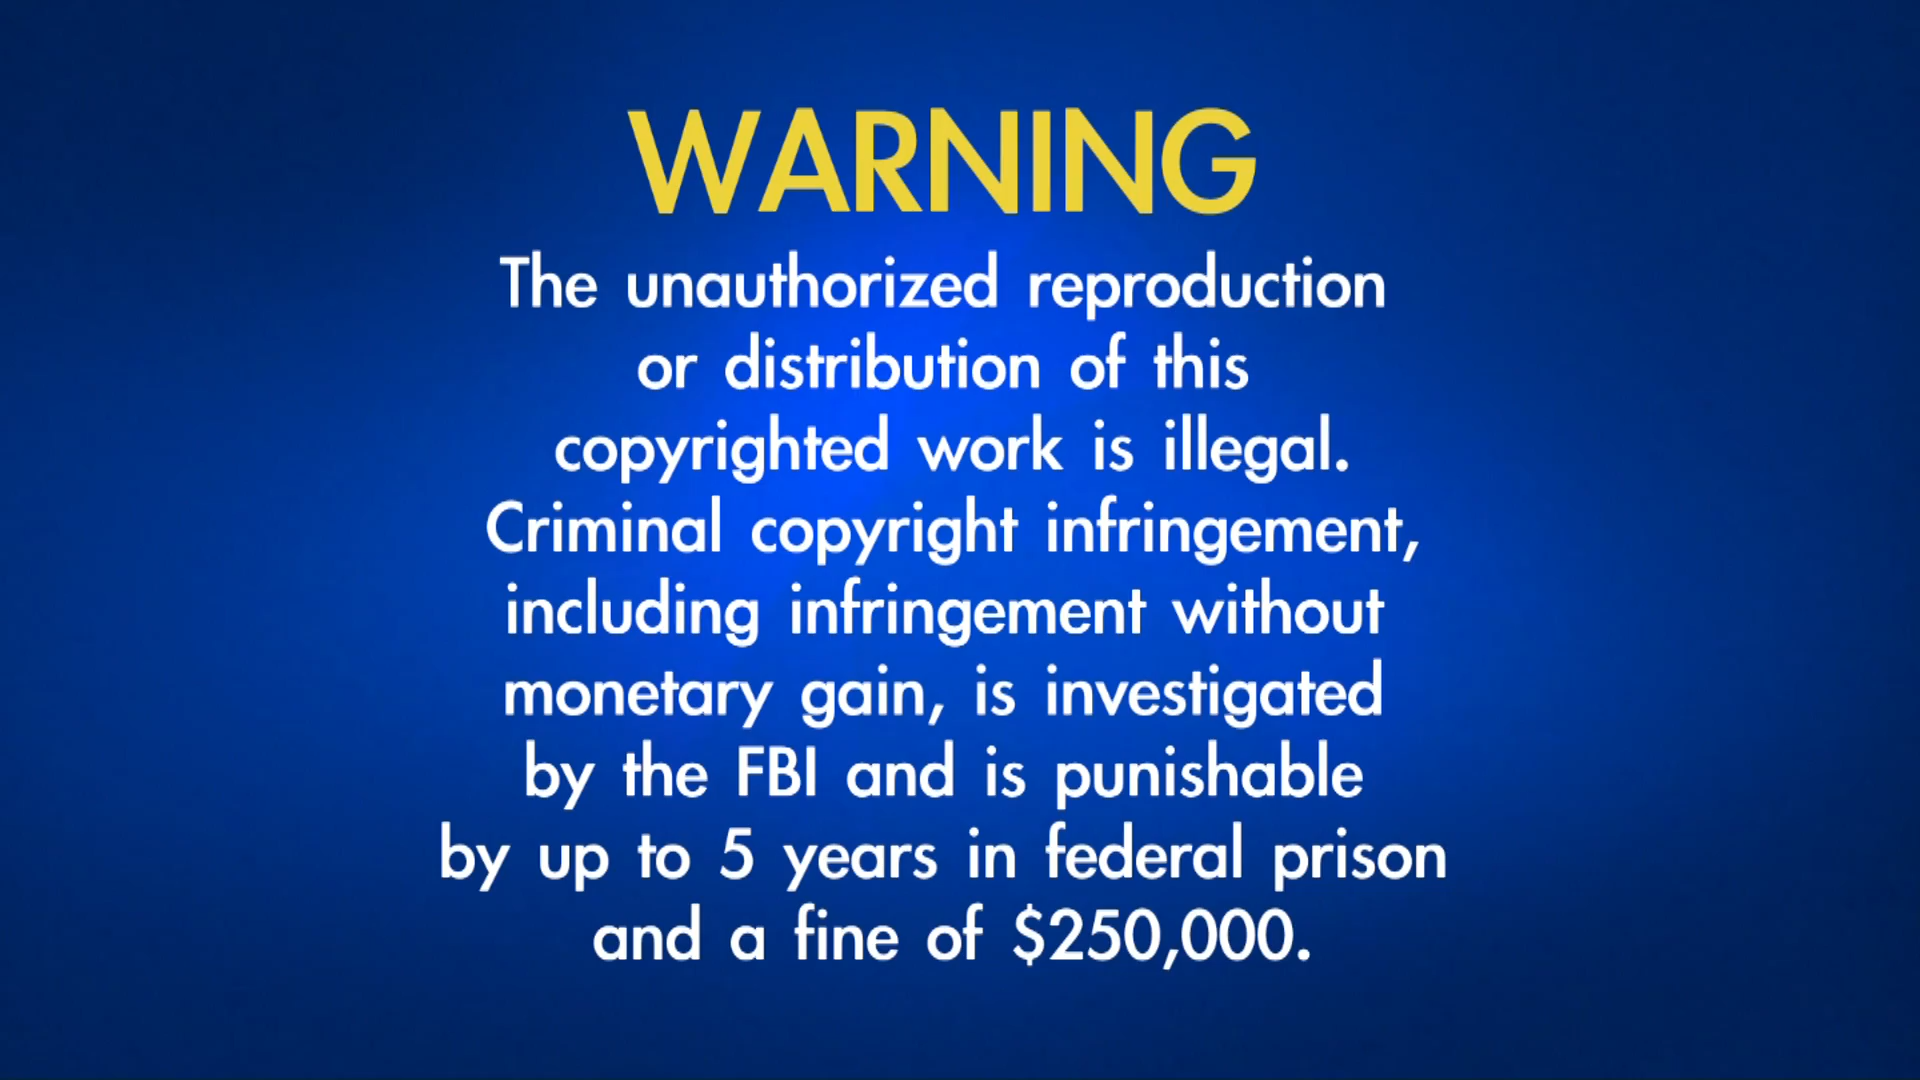 WARNING
The unauthorized reproduction
or distribution of this
copyrighted work is illegal.
Criminal copyright infringement,
including infringement without
monetary gain, is investigated
by the FBI and is punishable
by up to 5 years in federal prison
and a fine of $250,000.